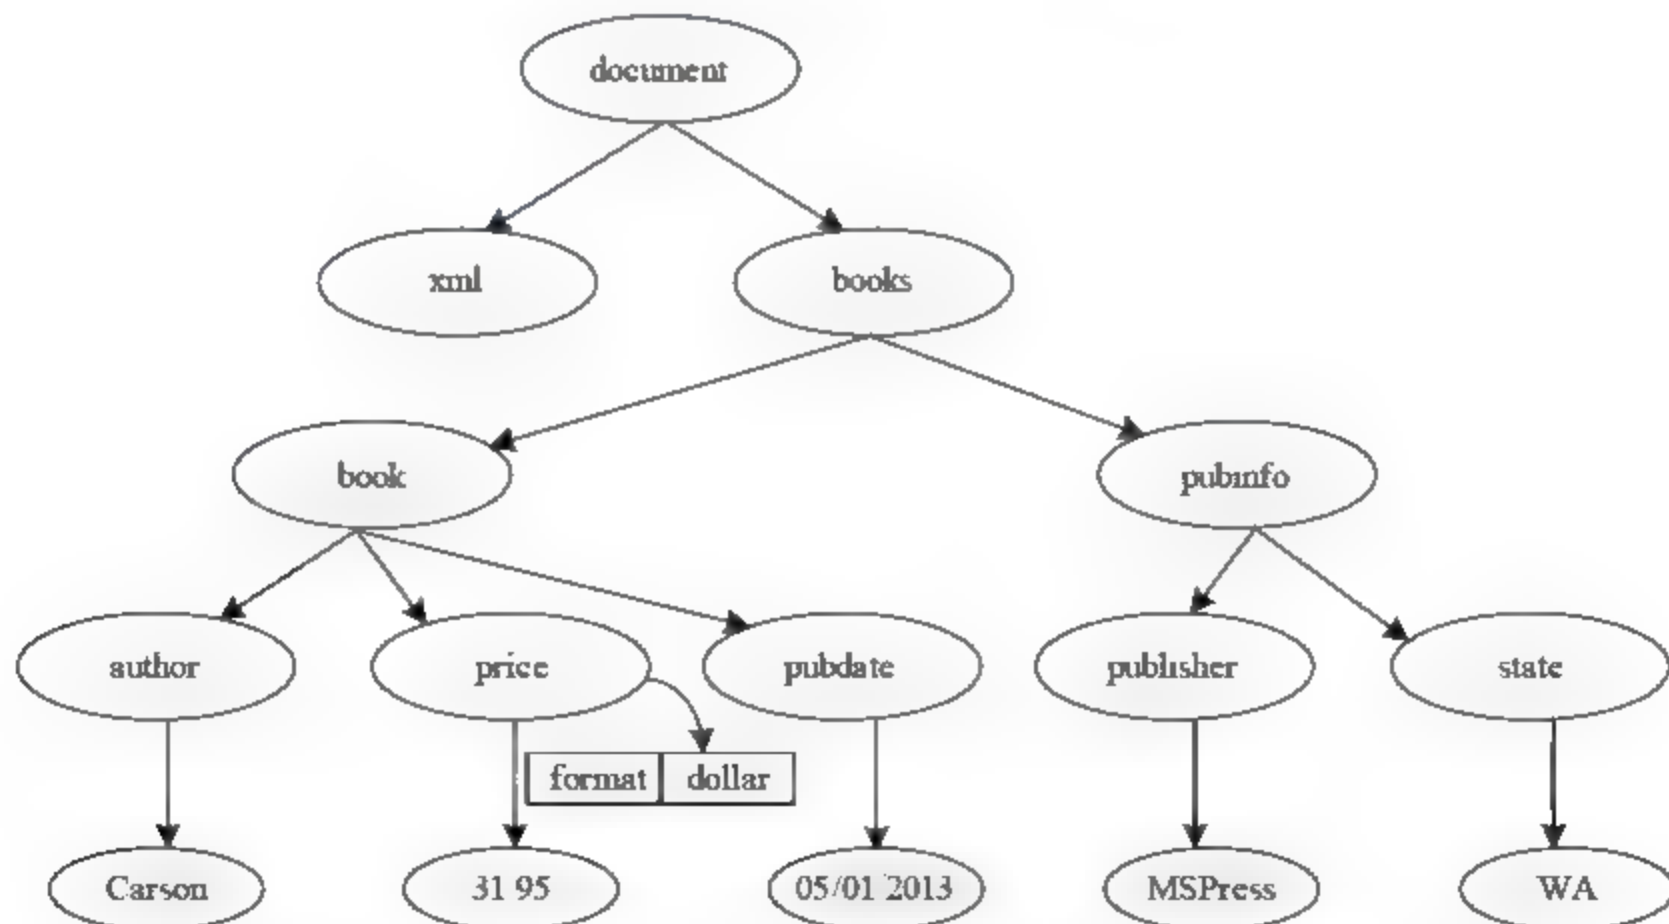 document
xml
books
book
pubinfo
author
price
pubdate
publisher
state
format dollar
Carson
31 95
05/01 2013
MSPress
WA